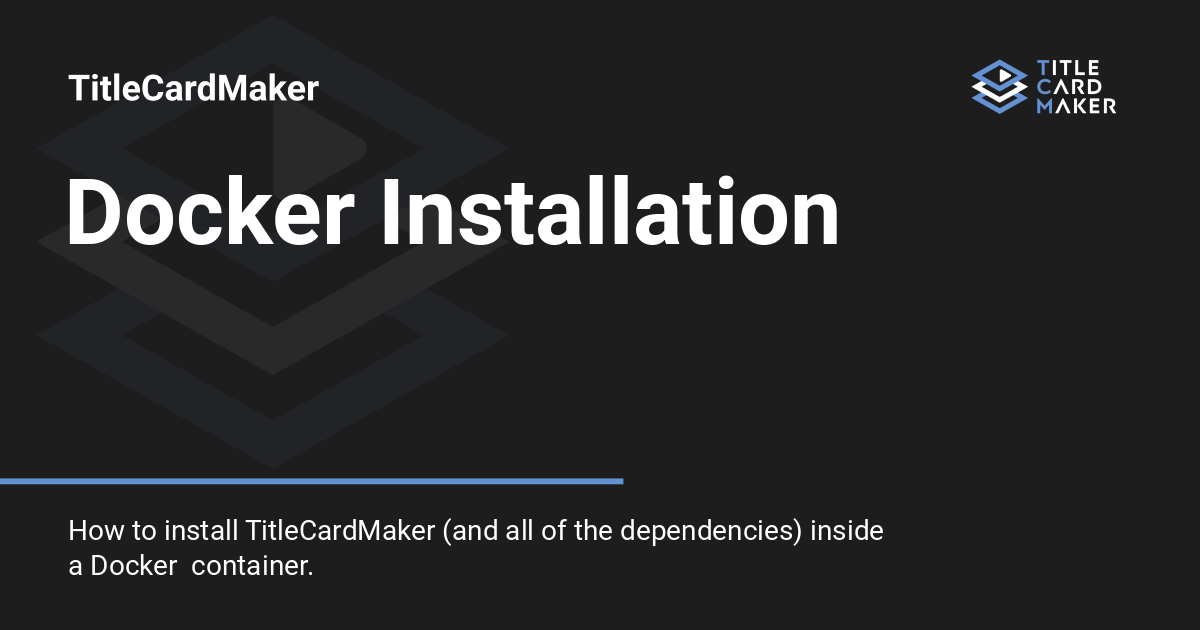 TitleCardMaker
TITLE
CARD
MAKER
Docker Installation
How to install TitleCardMaker (and all of the dependencies) inside
a Docker  container.